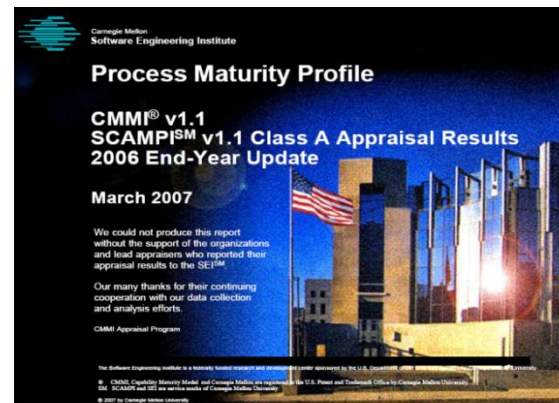 Carnegie Mellon
Software Engineering Institute
Process Maturity Profile
CMMI® v1.1
SCAMPI℠ v1.1 Class A Appraisal Results
2006 End-Year Update
March 2007
We could not produce this report
without the support of the organizations
and lead appraisers who reported their
appraisal results to the SEI℠
Our many thanks for their continuing
cooperation with our data collection
and analysis efforts.
CMMI Appraisal Program
The Software Engineering Institute is a federally funded research and development center sponsored by the U.S. Department University
® CMMI, Capability Maturity Model and Carnegie Mellon are registered in the U.S. Patent and Trademark Office by Carnegie Mellon University.
SM SCAMPI and SEI are service marks of Carnegie Mellon University
© 2007 by Carnegie Mellon University